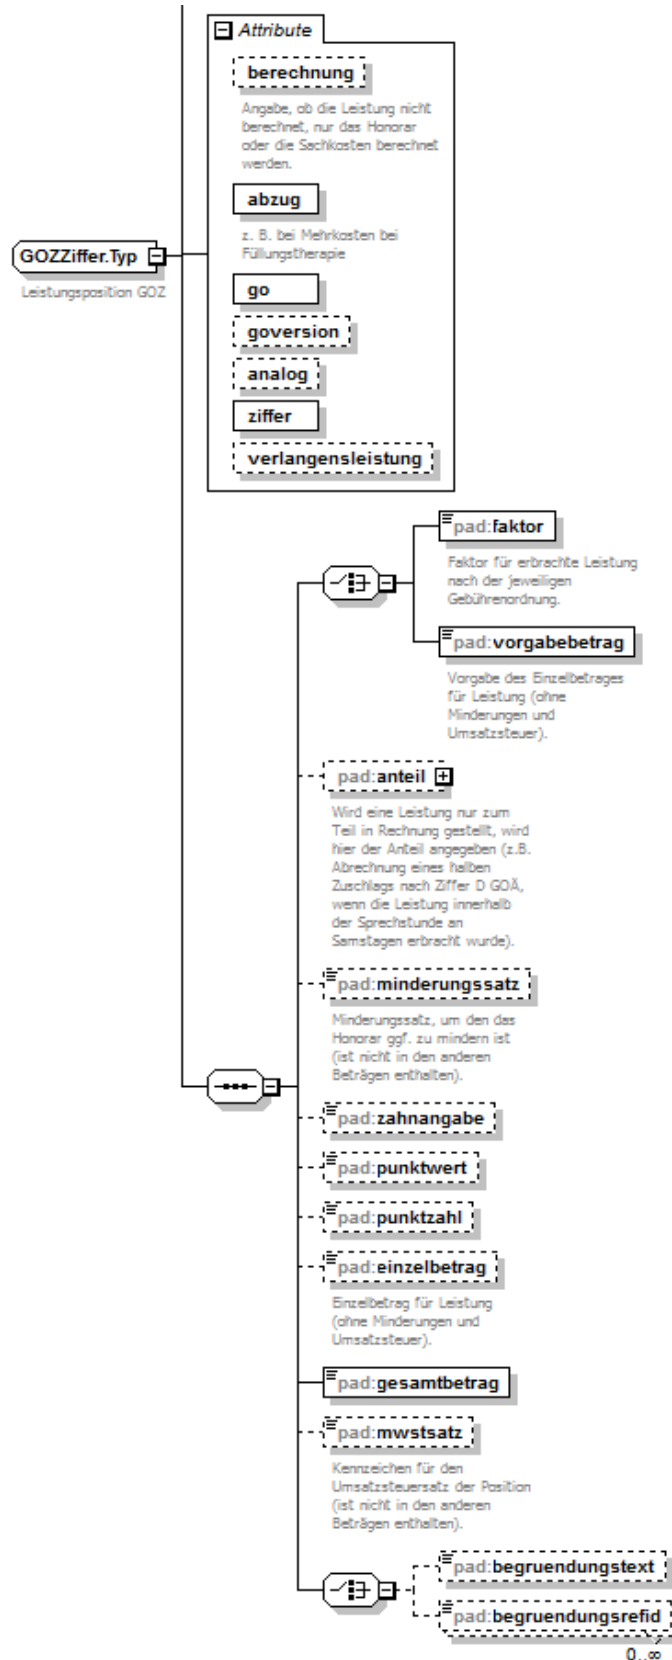 Attribute
berechnung
Angabe, ob die Leistung nicht
berechnet, nur das Honorar
oder die Sachkosten berechnet
werden.
abzug
z. B. bei Mehrkosten bei
Füllungstherapie
GOZZiffer.Typ
Leistungsposition GOZ
go
goversion
analog
ziffer
verlangensleistung
pad:faktor
Faktor für erbrachte Leistung
nach der jeweiligen
Gebührenordnung.
pad:vorgabebetrag
Vorgabe des Einzelbetrages
für Leistung (ohne
Minderungen und
Umsatzsteuer).
pad:anteil
Wird eine Leistung nur zum
Teil in Rechnung gestellt, wird
hier der Anteil angegeben (z.B.
Abrechnung eines halben
Zuschlags nach Ziffer D GOÄ,
wenn die Leistung innerhalb
der Sprechstunde an
Samstagen erbracht wurde).
pad:minderungssatz
Minderungssatz, um den das
Honorar ggf. zu mindern ist
(ist nicht in den anderen
Beträgen enthalten).
pad:zahnangabe
pad:punktwert
pad:punktzahl
pad:einzelbetrag
Einzelbetrag für Leistung
(ohne Minderungen und
Umsatzsteuer).
pad:gesamtbetrag
pad:mwstsatz
Kennzeichen für den
Umsatzsteuersatz der Position
(ist nicht in den anderen
Beträgen enthalten).
pad:begruendungstext
pad:begruendungsrefid
0..∞